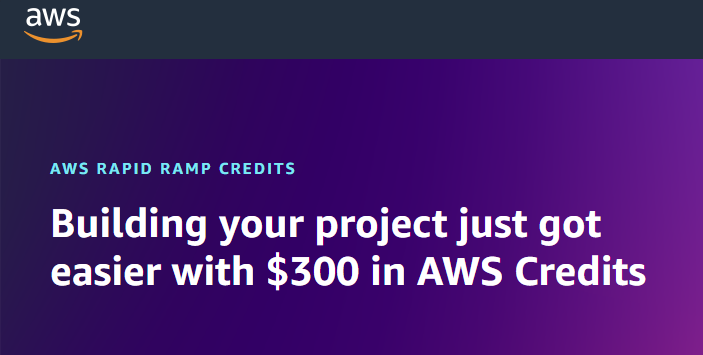 aws
AWS RAPID RAMP CREDITS
Building your project just got
easier with $300 in AWS Credits